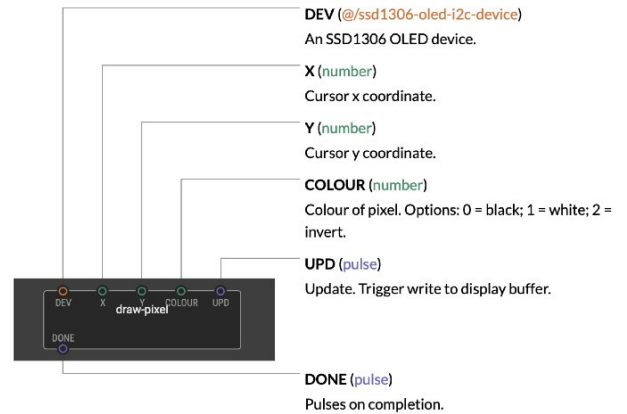 DEV (@/ssd1306-oled-i2c-device)
An SSD1306 OLED device.
X (number)
Cursor x coordinate.
Y (number)
Cursor y coordinate.
COLOUR (number)
Colour of pixel. Options: 0 = black; 1 = white; 2 =
invert.
UPD (pulse)
Update. Trigger write to display buffer.
DEV X Y COLOUR UPD
draw-pixel
DONE
DONE (pulse)
Pulses on completion.